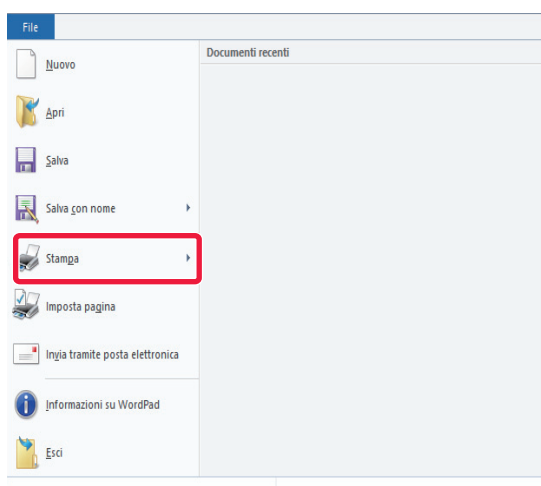 File
Documenti recenti
Nuovo
Apri
Salva
Salva con nome
Stampa
Imposta pagina
Invia tramite posta elettronica
Informazioni su WordPad
Esci